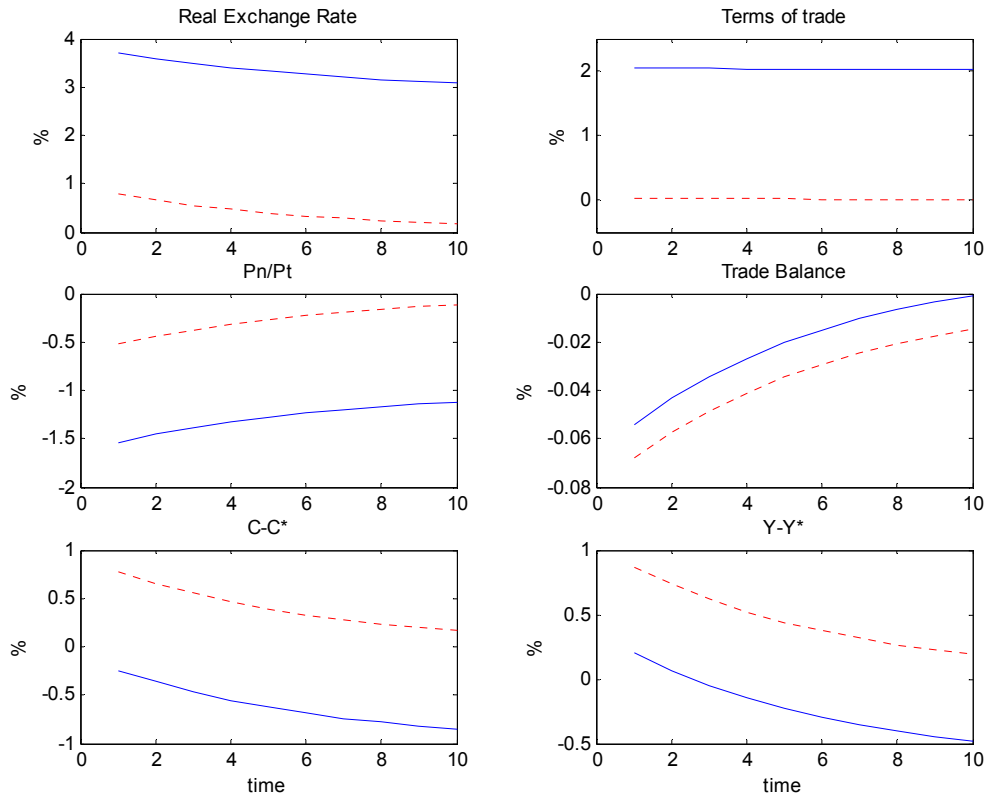 Real Exchange Rate
4
3
2
1
0
%
0 2 4 6 8 10
Terms of trade
2
1
0
%
0 2 4 6 8 10
Pn/Pt
0
-0.5
-1
-1.5
-2
%
0 2 4 6 8 10
Trade Balance
0
-0.02
-0.04
-0.06
-0.08
%
0 2 4 6 8 10
C-C*
1
0.5
0
-0.5
-1
%
0 2 4 6 8 10
time
Y-Y*
1
0.5
0
-0.5
%
0 2 4 6 8 10
time